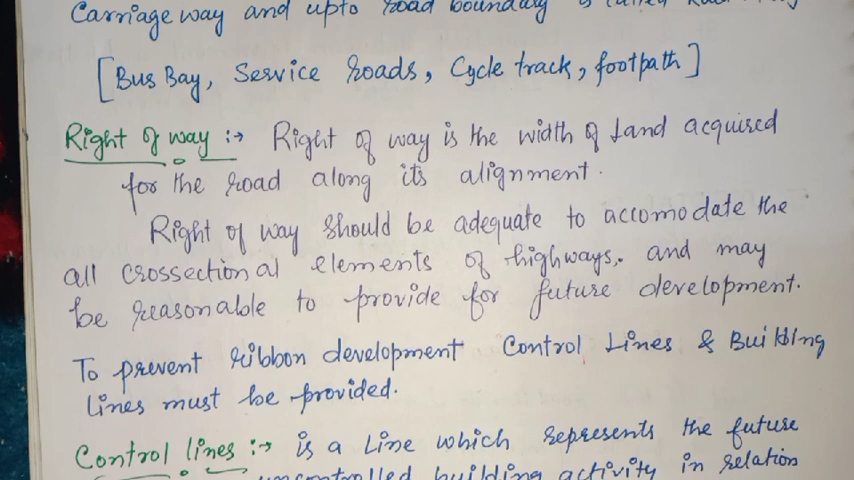 Carriage way and upto road boundary is called Road
[Bus Bay, Service Roads, Cycle track, footpath]
Right of way :→ Right of way is the width of Land acquired
for the road along its alignment.
Right of way should be adequate to accomodate the
all crossectional elements of highways. and may
be reasonable to provide for future development.
To prevent ribbon development Control Lines & Building
lines must be provided.
Control lines :→ is a Line which represents the future
uncontrolled building activity in relation